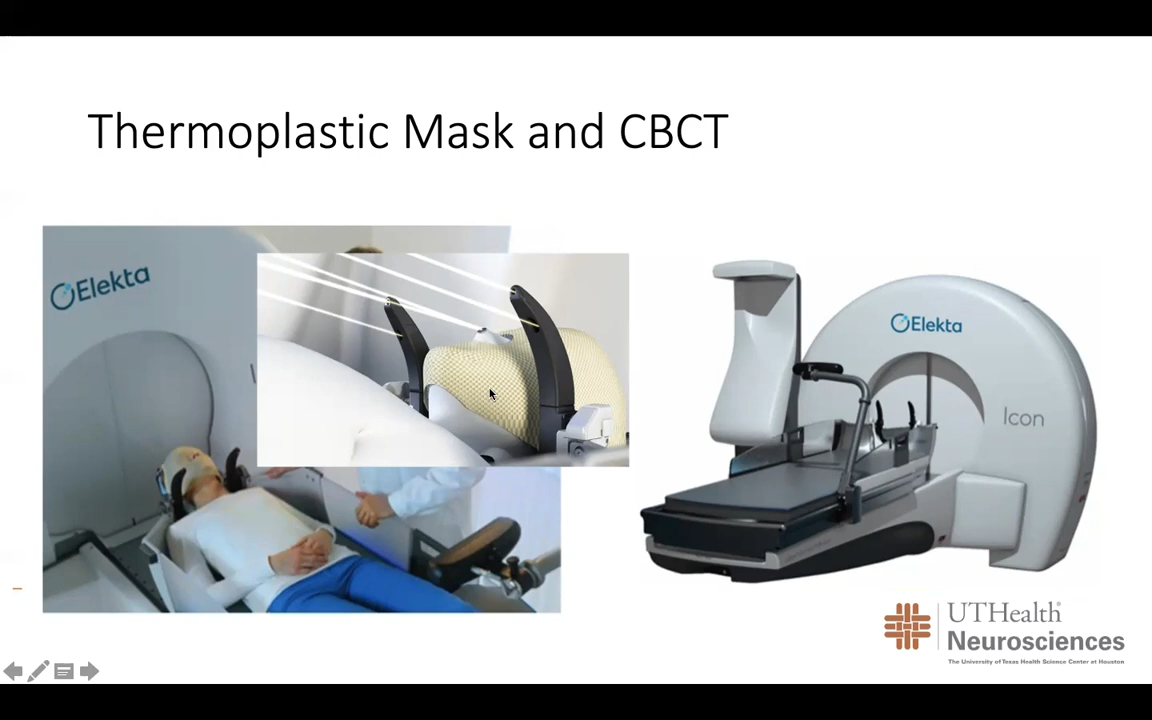 Thermoplastic Mask and CBCT
Elekta
Elekta
Icon
UTHealth®
Neurosciences
The University of Texas Health Science Center at Houston